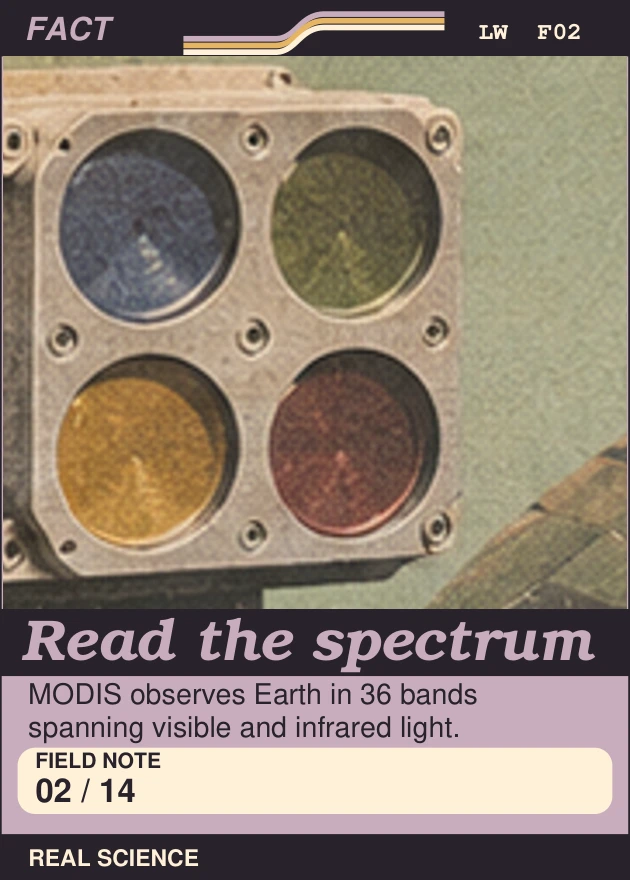 FACT
LW F02
Read the spectrum
MODIS observes Earth in 36 bands
spanning visible and infrared light.
FIELD NOTE
02 / 14
REAL SCIENCE